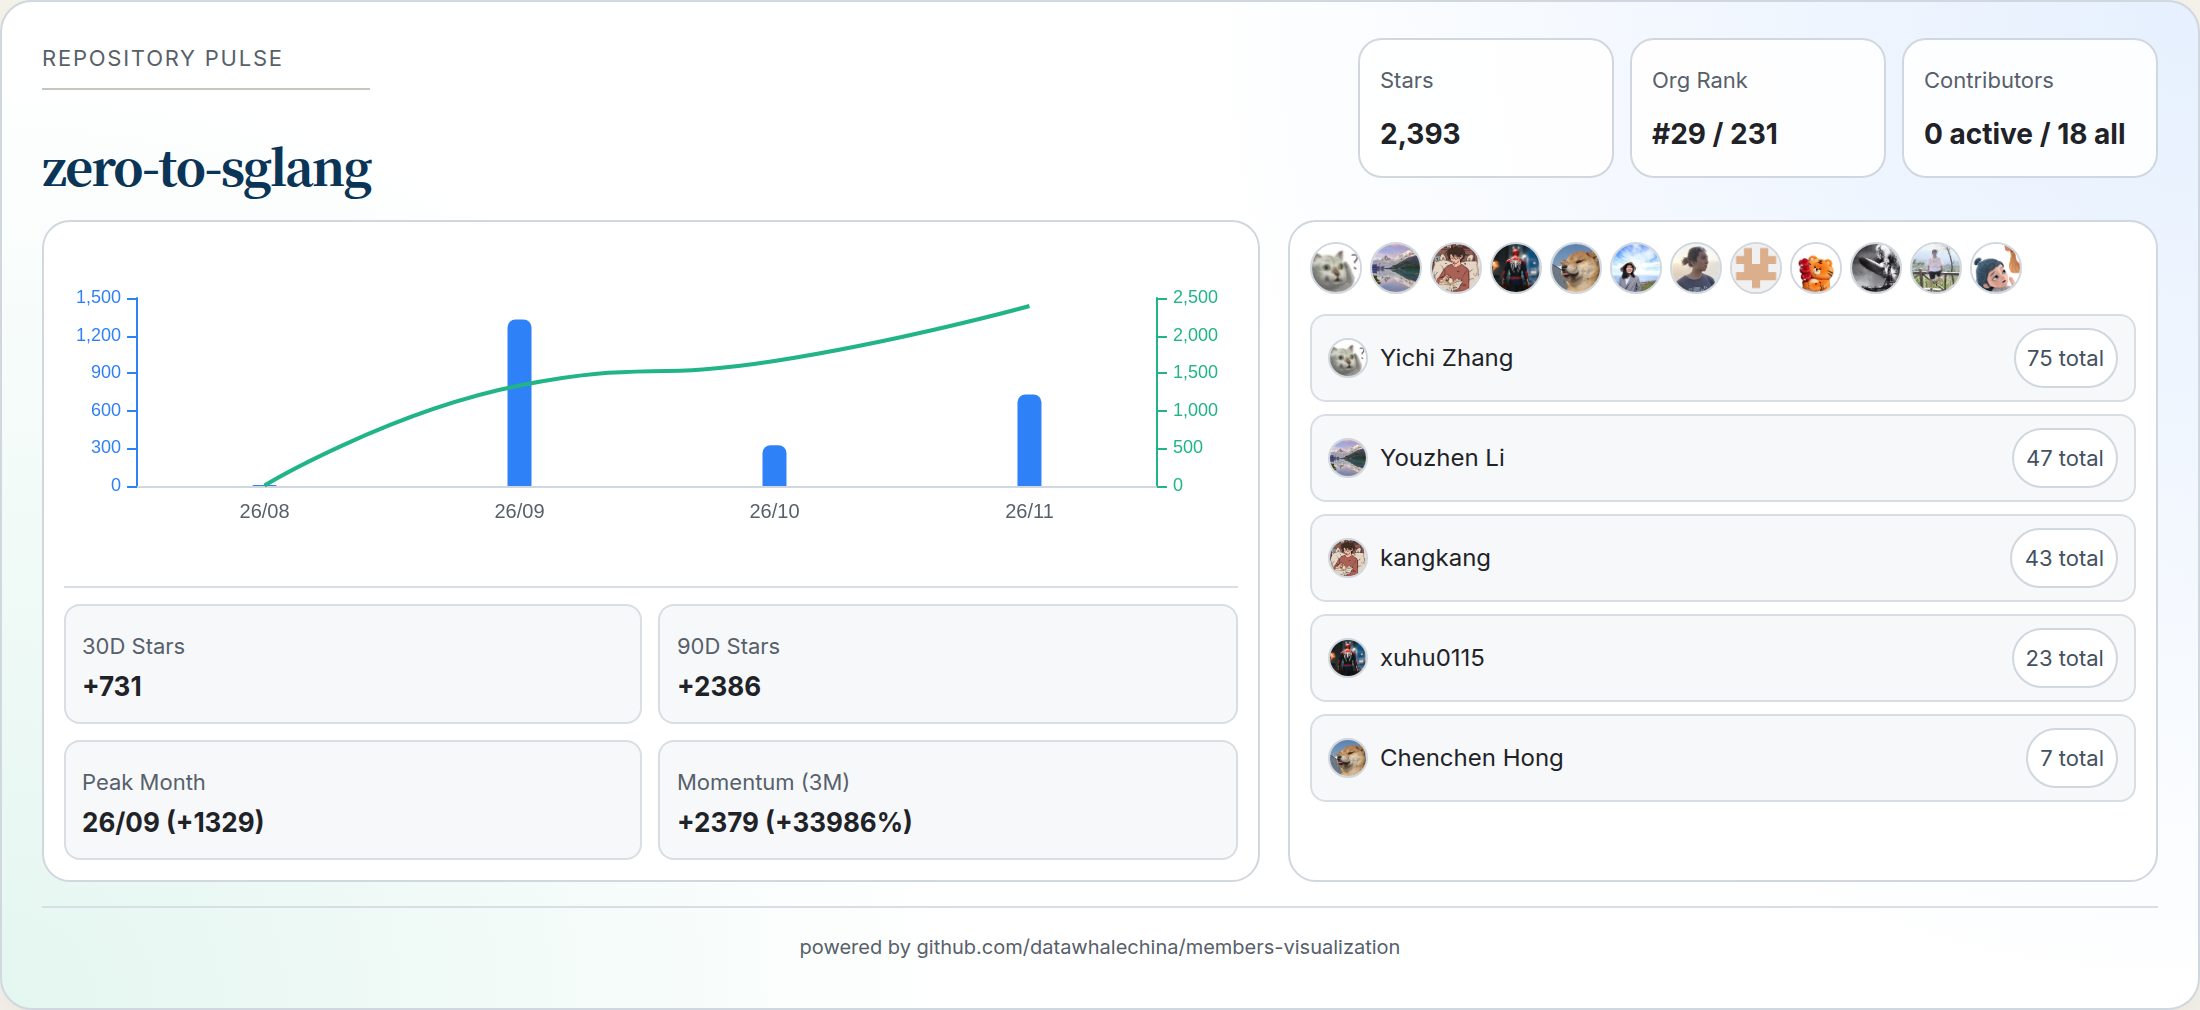 REPOSITORY PULSE
zero-to-sglang
Stars
2,393
Org Rank
#29 / 231
Contributors
0 active / 18 all
1,500
1,200
900
600
300
0
2,500
2,000
1,500
1,000
500
0
26/08
26/09
26/10
26/11
30D Stars
+731
90D Stars
+2386
Peak Month
26/09 (+1329)
Momentum (3M)
+2379 (+33986%)
Yichi Zhang
75 total
Youzhen Li
47 total
kangkang
43 total
xuhu0115
23 total
Chenchen Hong
7 total
powered by github.com/datawhalechina/members-visualization